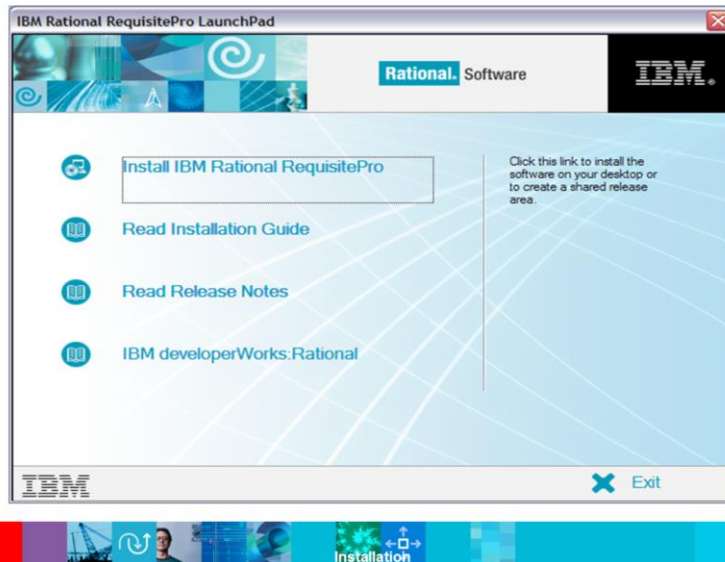 IBM Rational RequisitePro LaunchPad
Rational. Software
IBM.
Install IBM Rational RequisitePro
Click this link to install the
software on your desktop or
to create a shared release
area.
Read Installation Guide
Read Release Notes
IBM developerWorks:Rational
IBM
Exit
Installation